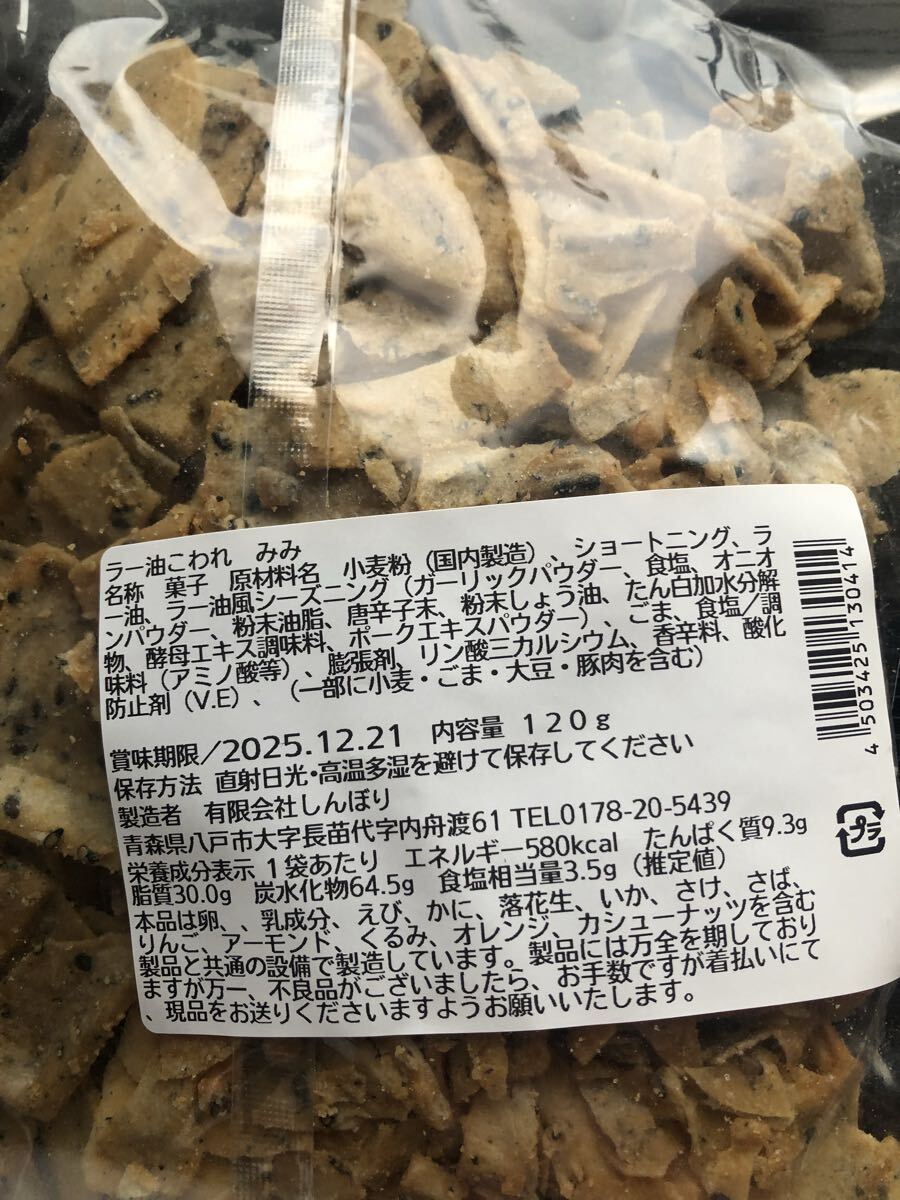 ラー油こわれ みみ
名称 菓子 原材料名 小麦粉（国内製造）、ショートニング、ラ
ー油、ラー油風シーズニング（ガーリックパウダー、食塩、オニオ
ンパウダー、粉末油脂、唐辛子末、粉末しょう油、たん白加水分解
物、酵母エキス調味料、ポークエキスパウダー）、ごま、食塩／調
味料（アミノ酸等）、膨張剤、リン酸三カルシウム、香辛料、酸化
防止剤（V.E）、（一部に小麦・ごま・大豆・豚肉を含む）
賞味期限／2025.12.21 内容量 120g
保存方法 直射日光・高温多湿を避けて保存してください
製造者 有限会社しんぼり
青森県八戸市大字長苗代字内舟渡61 TEL0178-20-5439
栄養成分表示 1袋あたり エネルギー580kcal たんぱく質9.3g
脂質30.0g 炭水化物64.5g 食塩相当量3.5g（推定値）
本品は卵、、乳成分、えび、かに、落花生、いか、さけ、さば、
りんご、アーモンド、くるみ、オレンジ、カシューナッツを含む
製品と共通の設備で製造しています。製品には万全を期しており
ますが万一、不良品がございましたら、お手数ですが着払いにて
、現品をお送りくださいますようお願いいたします。
4503425130414
プラ